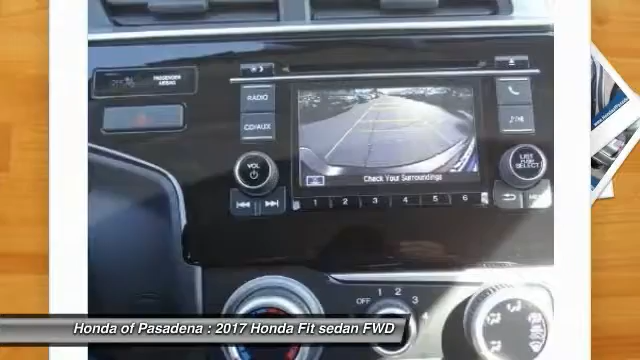 PASSENGER
AIRBAG
RADIO
CD/AUX
VOL
Check Your Surroundings
LIST
SELECT
1 2 3 4 5 6
OFF 1 2 3 4
Honda of Pasadena : 2017 Honda Fit sedan FWD